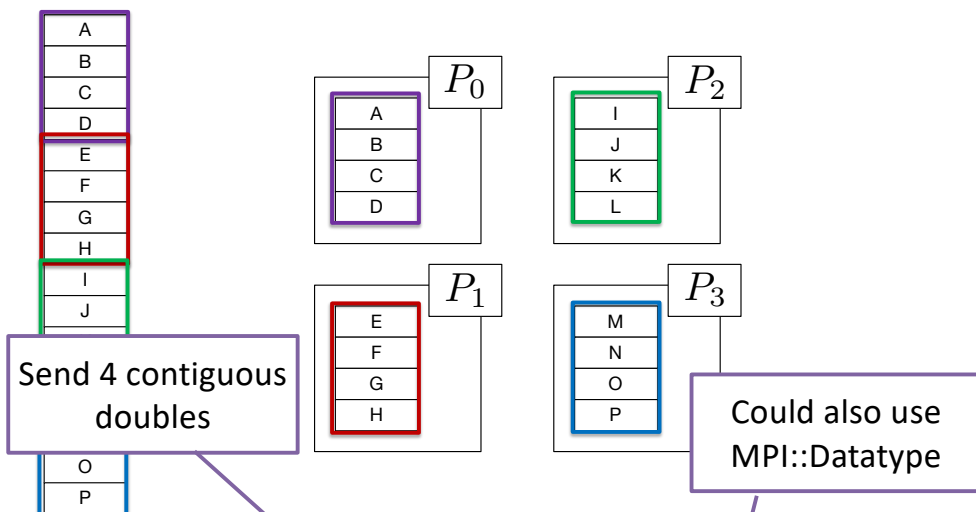 A
B
C
D
E
F
G
H
I
J
O
P
Send 4 contiguous
doubles
P0
A
B
C
D
P1
E
F
G
H
P2
I
J
K
L
P3
M
N
O
P
Could also use
MPI::Datatype